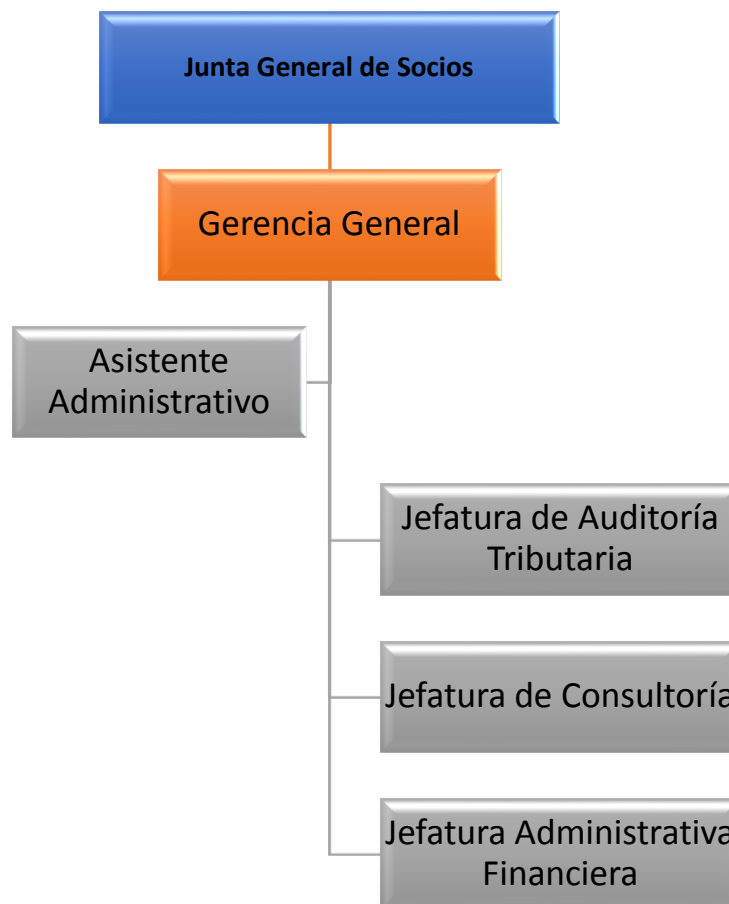 Junta General de Socios
Gerencia General
Asistente
Administrativo
Jefatura de Auditoría
Tributaria
Jefatura de Consultoría
Jefatura Administrativa
Financiera